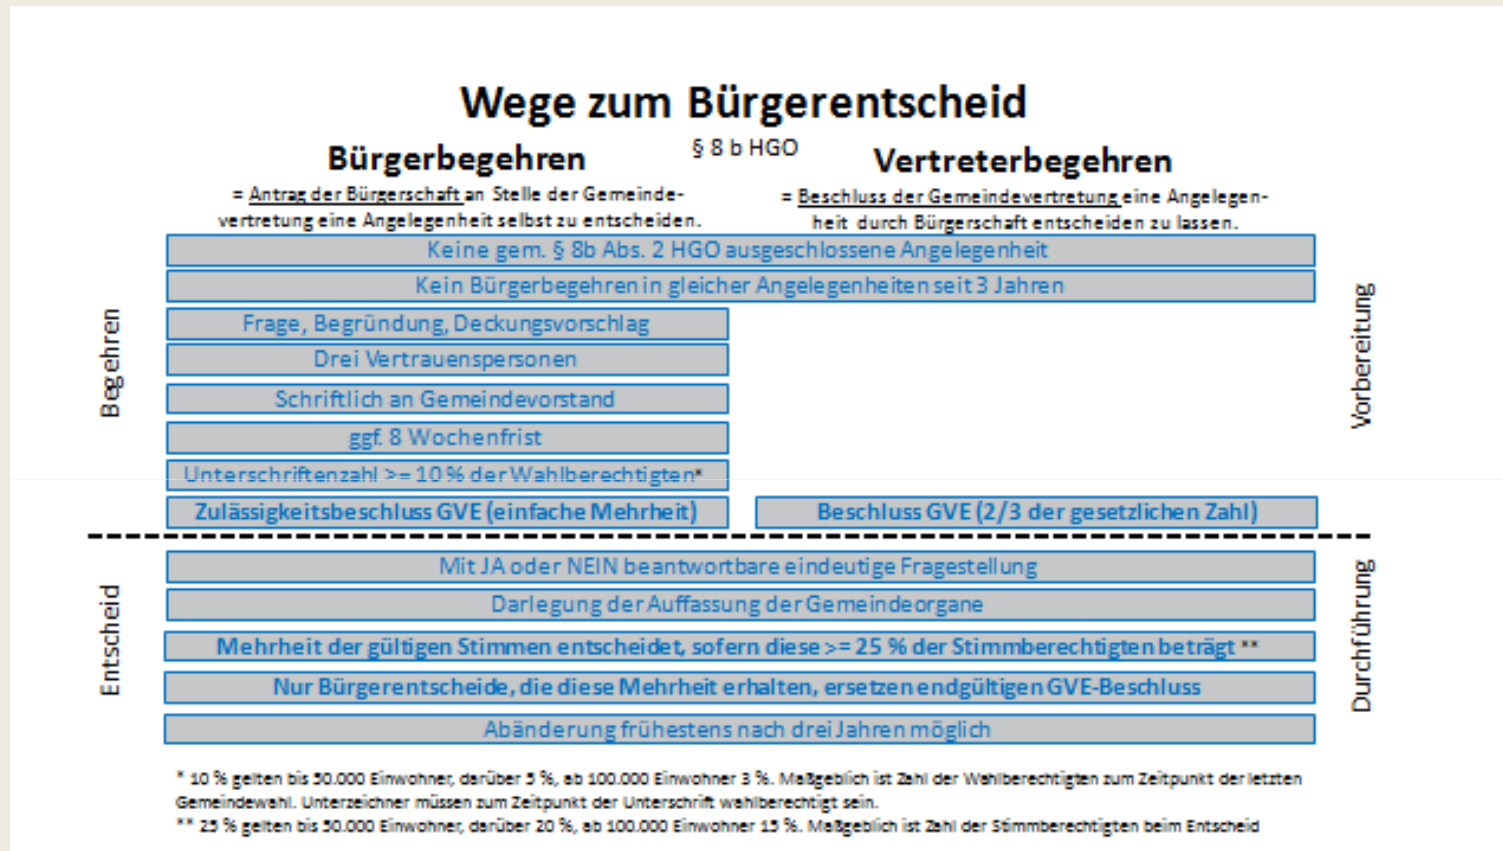 Wege zum Bürgerentscheid
§ 8 b HGO
Bürgerbegehren
= Antrag der Bürgerschaft an Stelle der Gemeinde-
vertretung eine Angelegenheit selbst zu entscheiden.
Vertreterbegehren
= Beschluss der Gemeindevertretung eine Angelegen-
heit durch Bürgerschaft entscheiden zu lassen.
Begehren
Vorbereitung
Keine gem. § 8b Abs. 2 HGO ausgeschlossene Angelegenheit
Kein Bürgerbegehren in gleicher Angelegenheiten seit 3 Jahren
Frage, Begründung, Deckungsvorschlag
Drei Vertrauenspersonen
Schriftlich an Gemeindevorstand
ggf. 8 Wochenfrist
Unterschriftenzahl >= 10 % der Wahlberechtigten*
Zulässigkeitsbeschluss GVE (einfache Mehrheit)
Beschluss GVE (2/3 der gesetzlichen Zahl)
Entscheid
Durchführung
Mit JA oder NEIN beantwortbare eindeutige Fragestellung
Darlegung der Auffassung der Gemeindeorgane
Mehrheit der gültigen Stimmen entscheidet, sofern diese >= 25 % der Stimmberechtigten beträgt **
Nur Bürgerentscheide, die diese Mehrheit erhalten, ersetzen endgültigen GVE-Beschluss
Abänderung frühestens nach drei Jahren möglich
* 10 % gelten bis 50.000 Einwohner, darüber 5 %, ab 100.000 Einwohner 3 %. Maßgeblich ist Zahl der Wahlberechtigten zum Zeitpunkt der letzten
Gemeindewahl. Unterzeichner müssen zum Zeitpunkt der Unterschrift wahlberechtigt sein.
** 25 % gelten bis 50.000 Einwohner, darüber 20 %, ab 100.000 Einwohner 15 %. Maßgeblich ist Zahl der Stimmberechtigten beim Entscheid